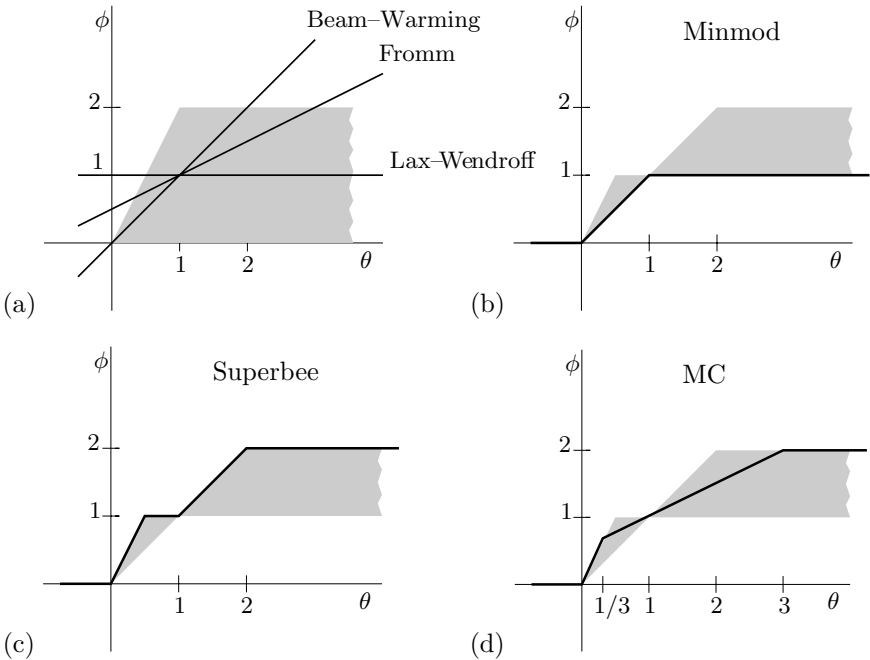 ϕ
Beam–Warming
Fromm
2
1
Lax–Wendroff
1
2
θ
(a)
ϕ
Minmod
2
1
1
2
θ
(b)
ϕ
Superbee
2
1
1
2
θ
(c)
ϕ
MC
2
1
1/3
1
2
3
θ
(d)